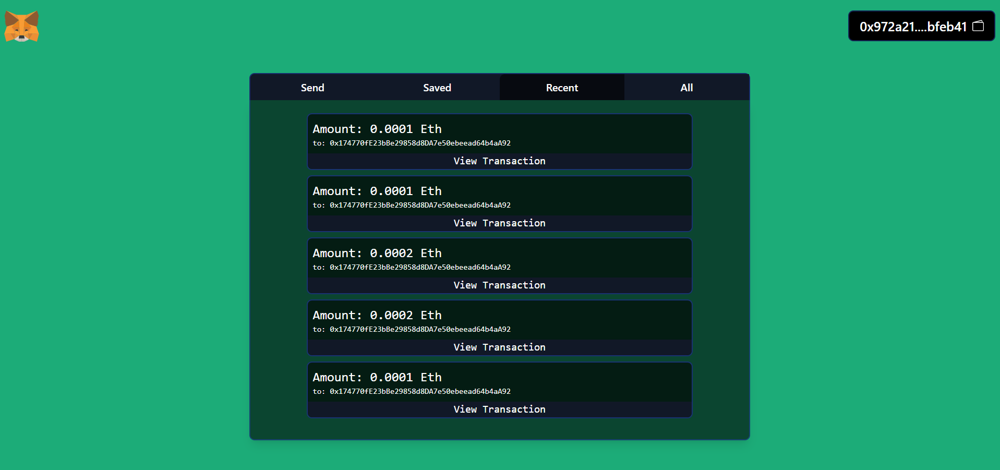 0x972a21....bfeb41
Send Saved Recent All
Amount: 0.0001 Eth
to: 0x174770fE23bBe29858d8DA7e50ebeead64b4aA92
View Transaction
Amount: 0.0001 Eth
to: 0x174770fE23bBe29858d8DA7e50ebeead64b4aA92
View Transaction
Amount: 0.0002 Eth
to: 0x174770fE23bBe29858d8DA7e50ebeead64b4aA92
View Transaction
Amount: 0.0002 Eth
to: 0x174770fE23bBe29858d8DA7e50ebeead64b4aA92
View Transaction
Amount: 0.0001 Eth
to: 0x174770fE23bBe29858d8DA7e50ebeead64b4aA92
View Transaction